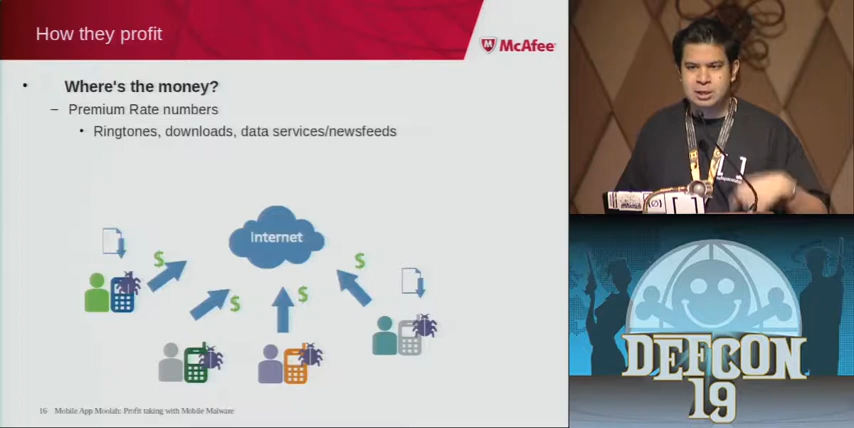 How they profit
McAfee
Where's the money?
– Premium Rate numbers
• Ringtones, downloads, data services/newsfeeds
Internet
$
$
$
$
16 Mobile App Moolah: Profit taking with Mobile Malware
DEFCON
19